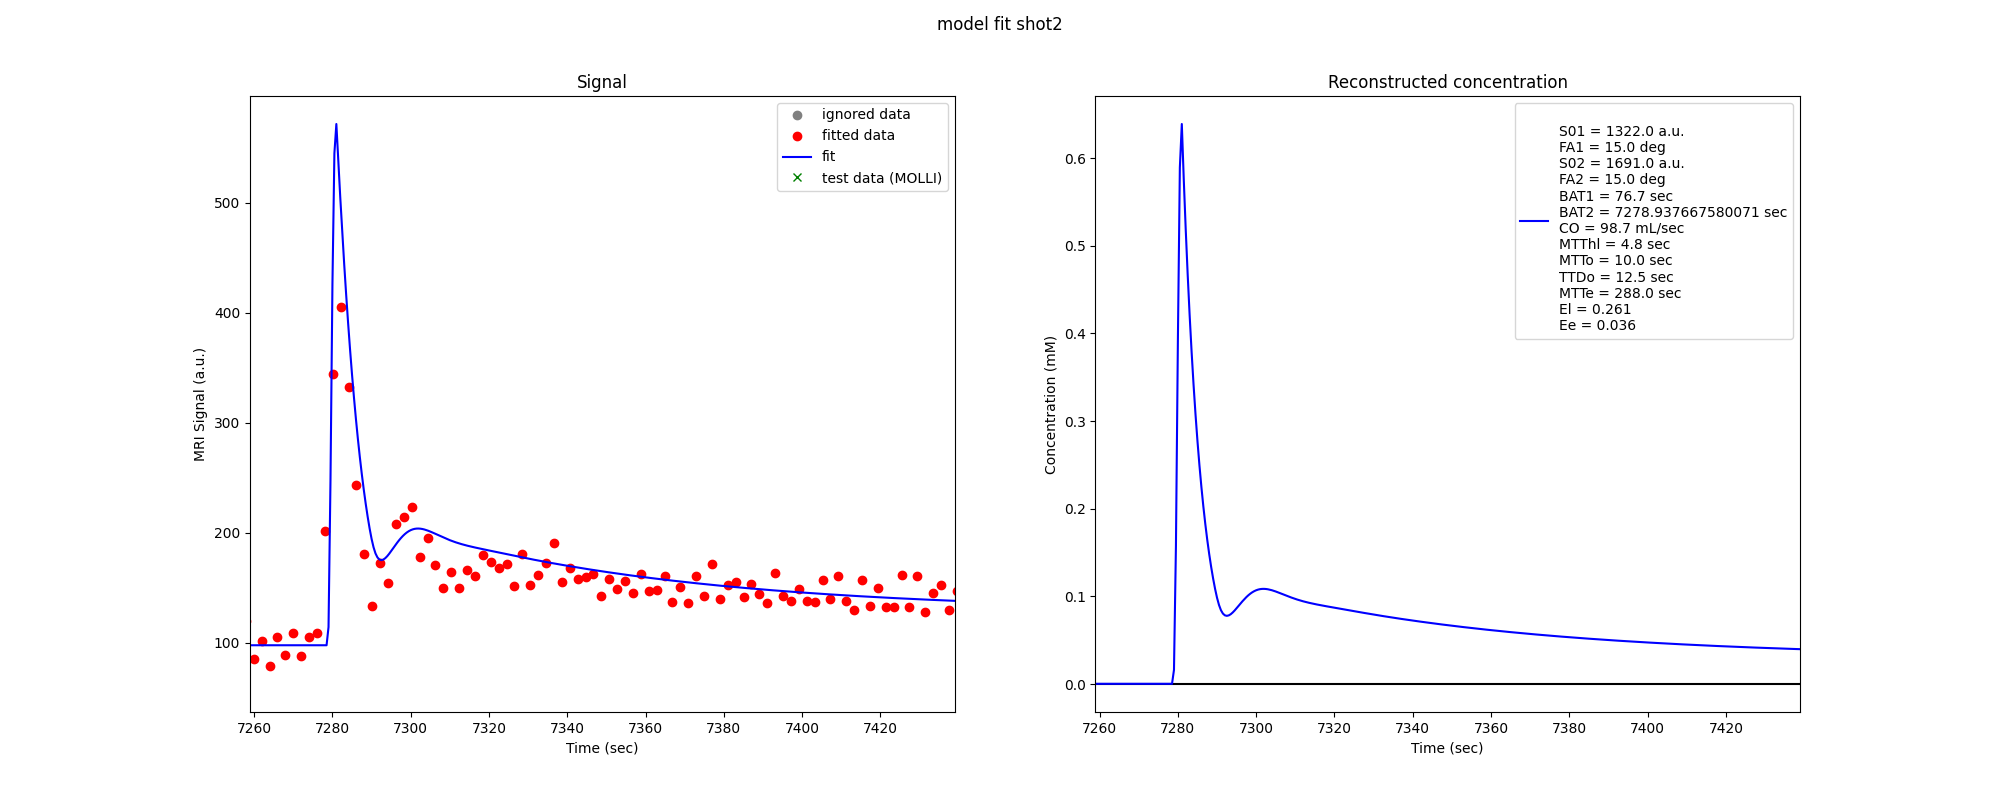 model fit shot2
Signal
ignored data
fitted data
fit
test data (MOLLI)
500
400
300
200
100
MRI Signal (a.u.)
7260 7280 7300 7320 7340 7360 7380 7400 7420
Time (sec)
Reconstructed concentration
S01 = 1322.0 a.u.
FA1 = 15.0 deg
S02 = 1691.0 a.u.
FA2 = 15.0 deg
BAT1 = 76.7 sec
BAT2 = 7278.937667580071 sec
CO = 98.7 mL/sec
MTThl = 4.8 sec
MTTo = 10.0 sec
TTDo = 12.5 sec
MTTe = 288.0 sec
El = 0.261
Ee = 0.036
0.6
0.5
0.4
0.3
0.2
0.1
0.0
Concentration (mM)
7260 7280 7300 7320 7340 7360 7380 7400 7420
Time (sec)